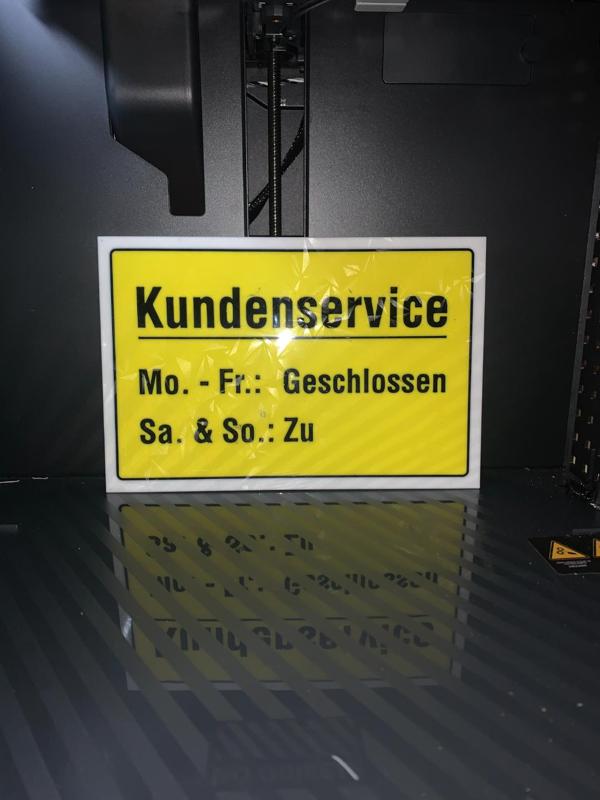 Kundenservice
Mo. - Fr.: Geschlossen
Sa. & So.: Zu